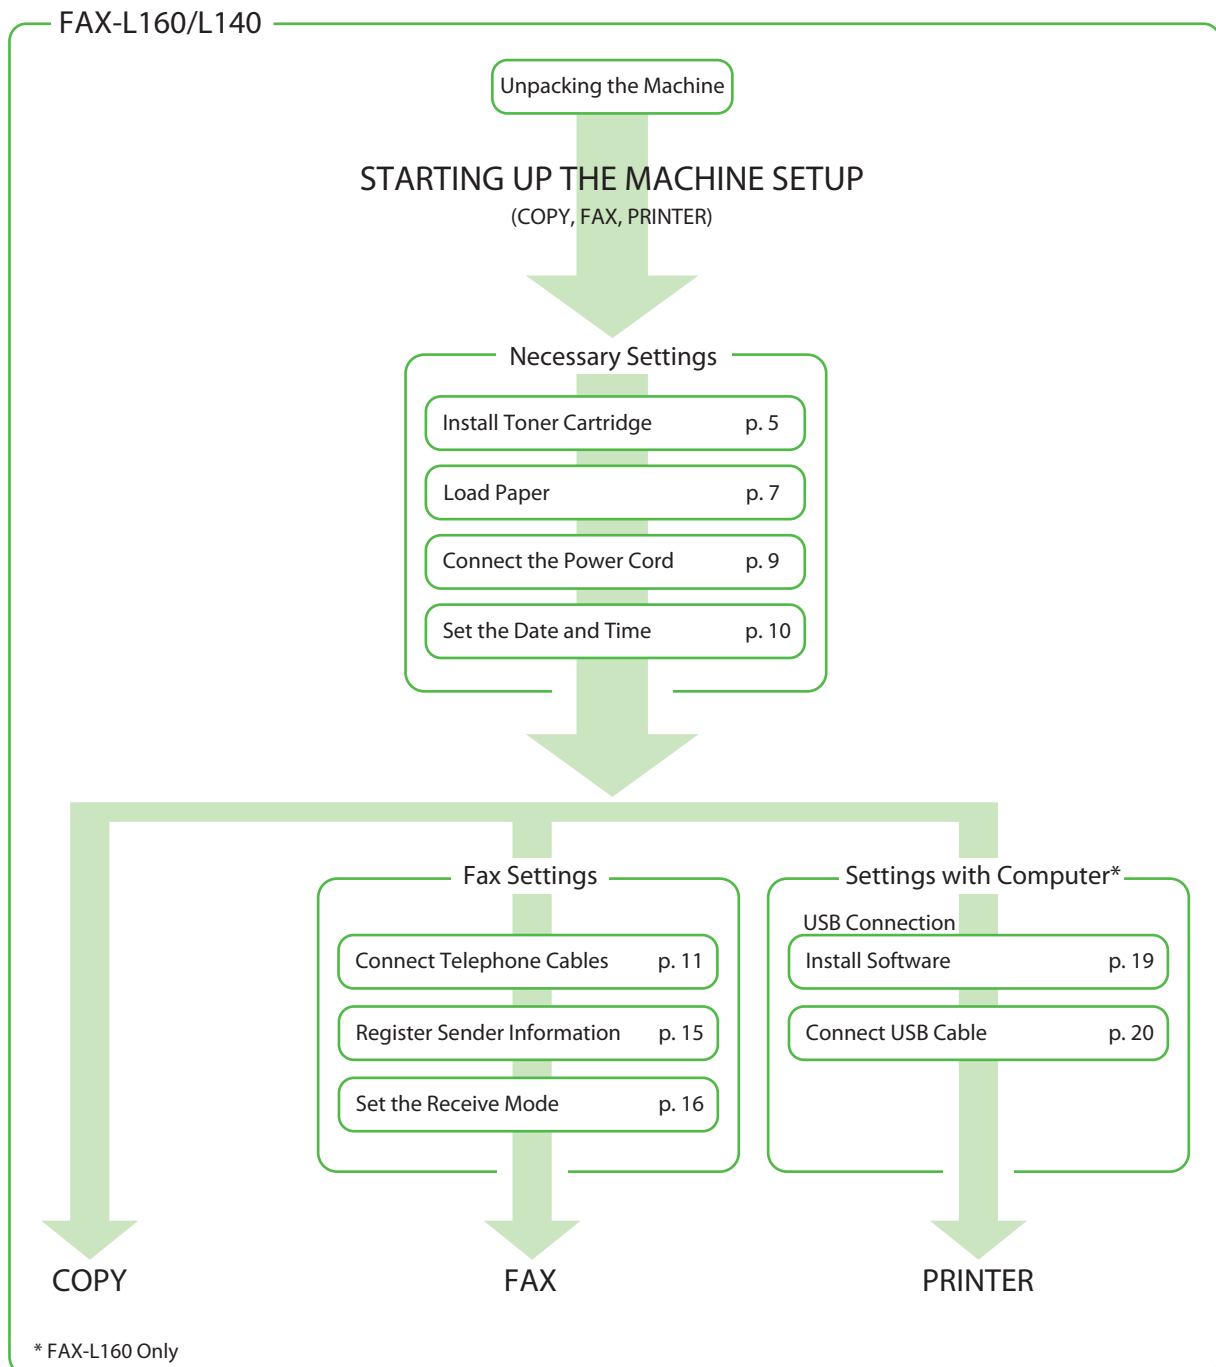 FAX-L160/L140
Unpacking the Machine
STARTING UP THE MACHINE SETUP
(COPY, FAX, PRINTER)
Necessary Settings
Install Toner Cartridge p. 5
Load Paper p. 7
Connect the Power Cord p. 9
Set the Date and Time p. 10
Fax Settings
Connect Telephone Cables p. 11
Register Sender Information p. 15
Set the Receive Mode p. 16
Settings with Computer*
USB Connection
Install Software p. 19
Connect USB Cable p. 20
COPY
FAX
PRINTER
* FAX-L160 Only